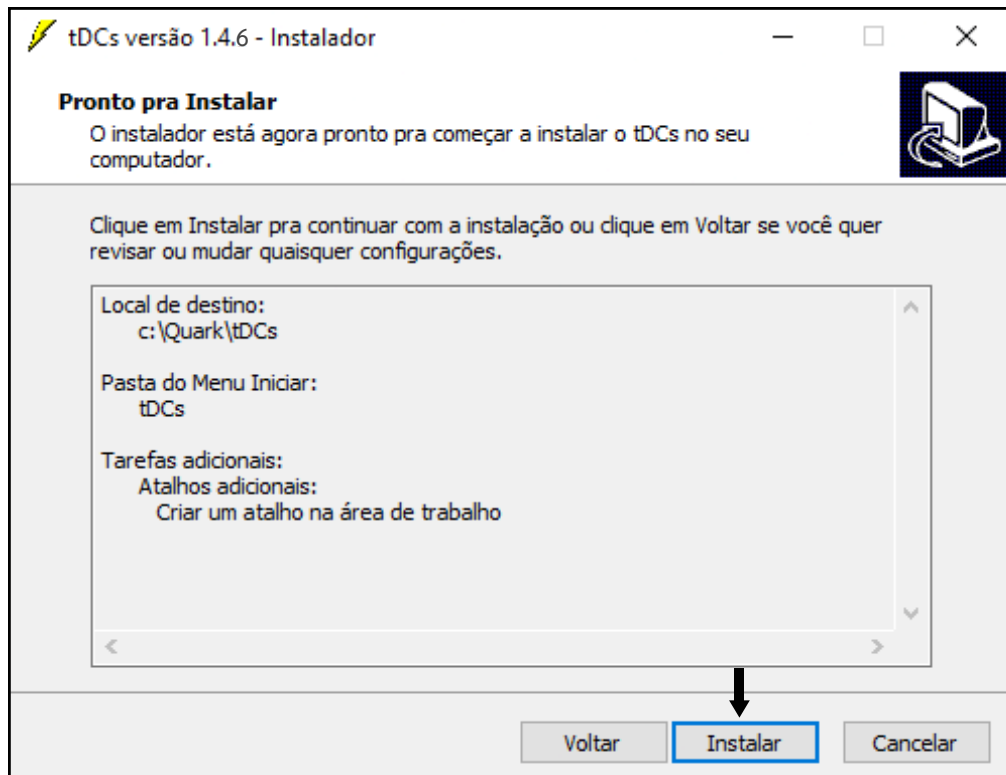 tDCs versão 1.4.6 - Instalador
Pronto pra Instalar
O instalador está agora pronto pra começar a instalar o tDCs no seu
computador.
Clique em Instalar pra continuar com a instalação ou clique em Voltar se você quer
revisar ou mudar quaisquer configurações.
Local de destino:
c:\Quark\tDCs
Pasta do Menu Iniciar:
tDCs
Tarefas adicionais:
Atalhos adicionais:
Criar um atalho na área de trabalho
Voltar
Instalar
Cancelar